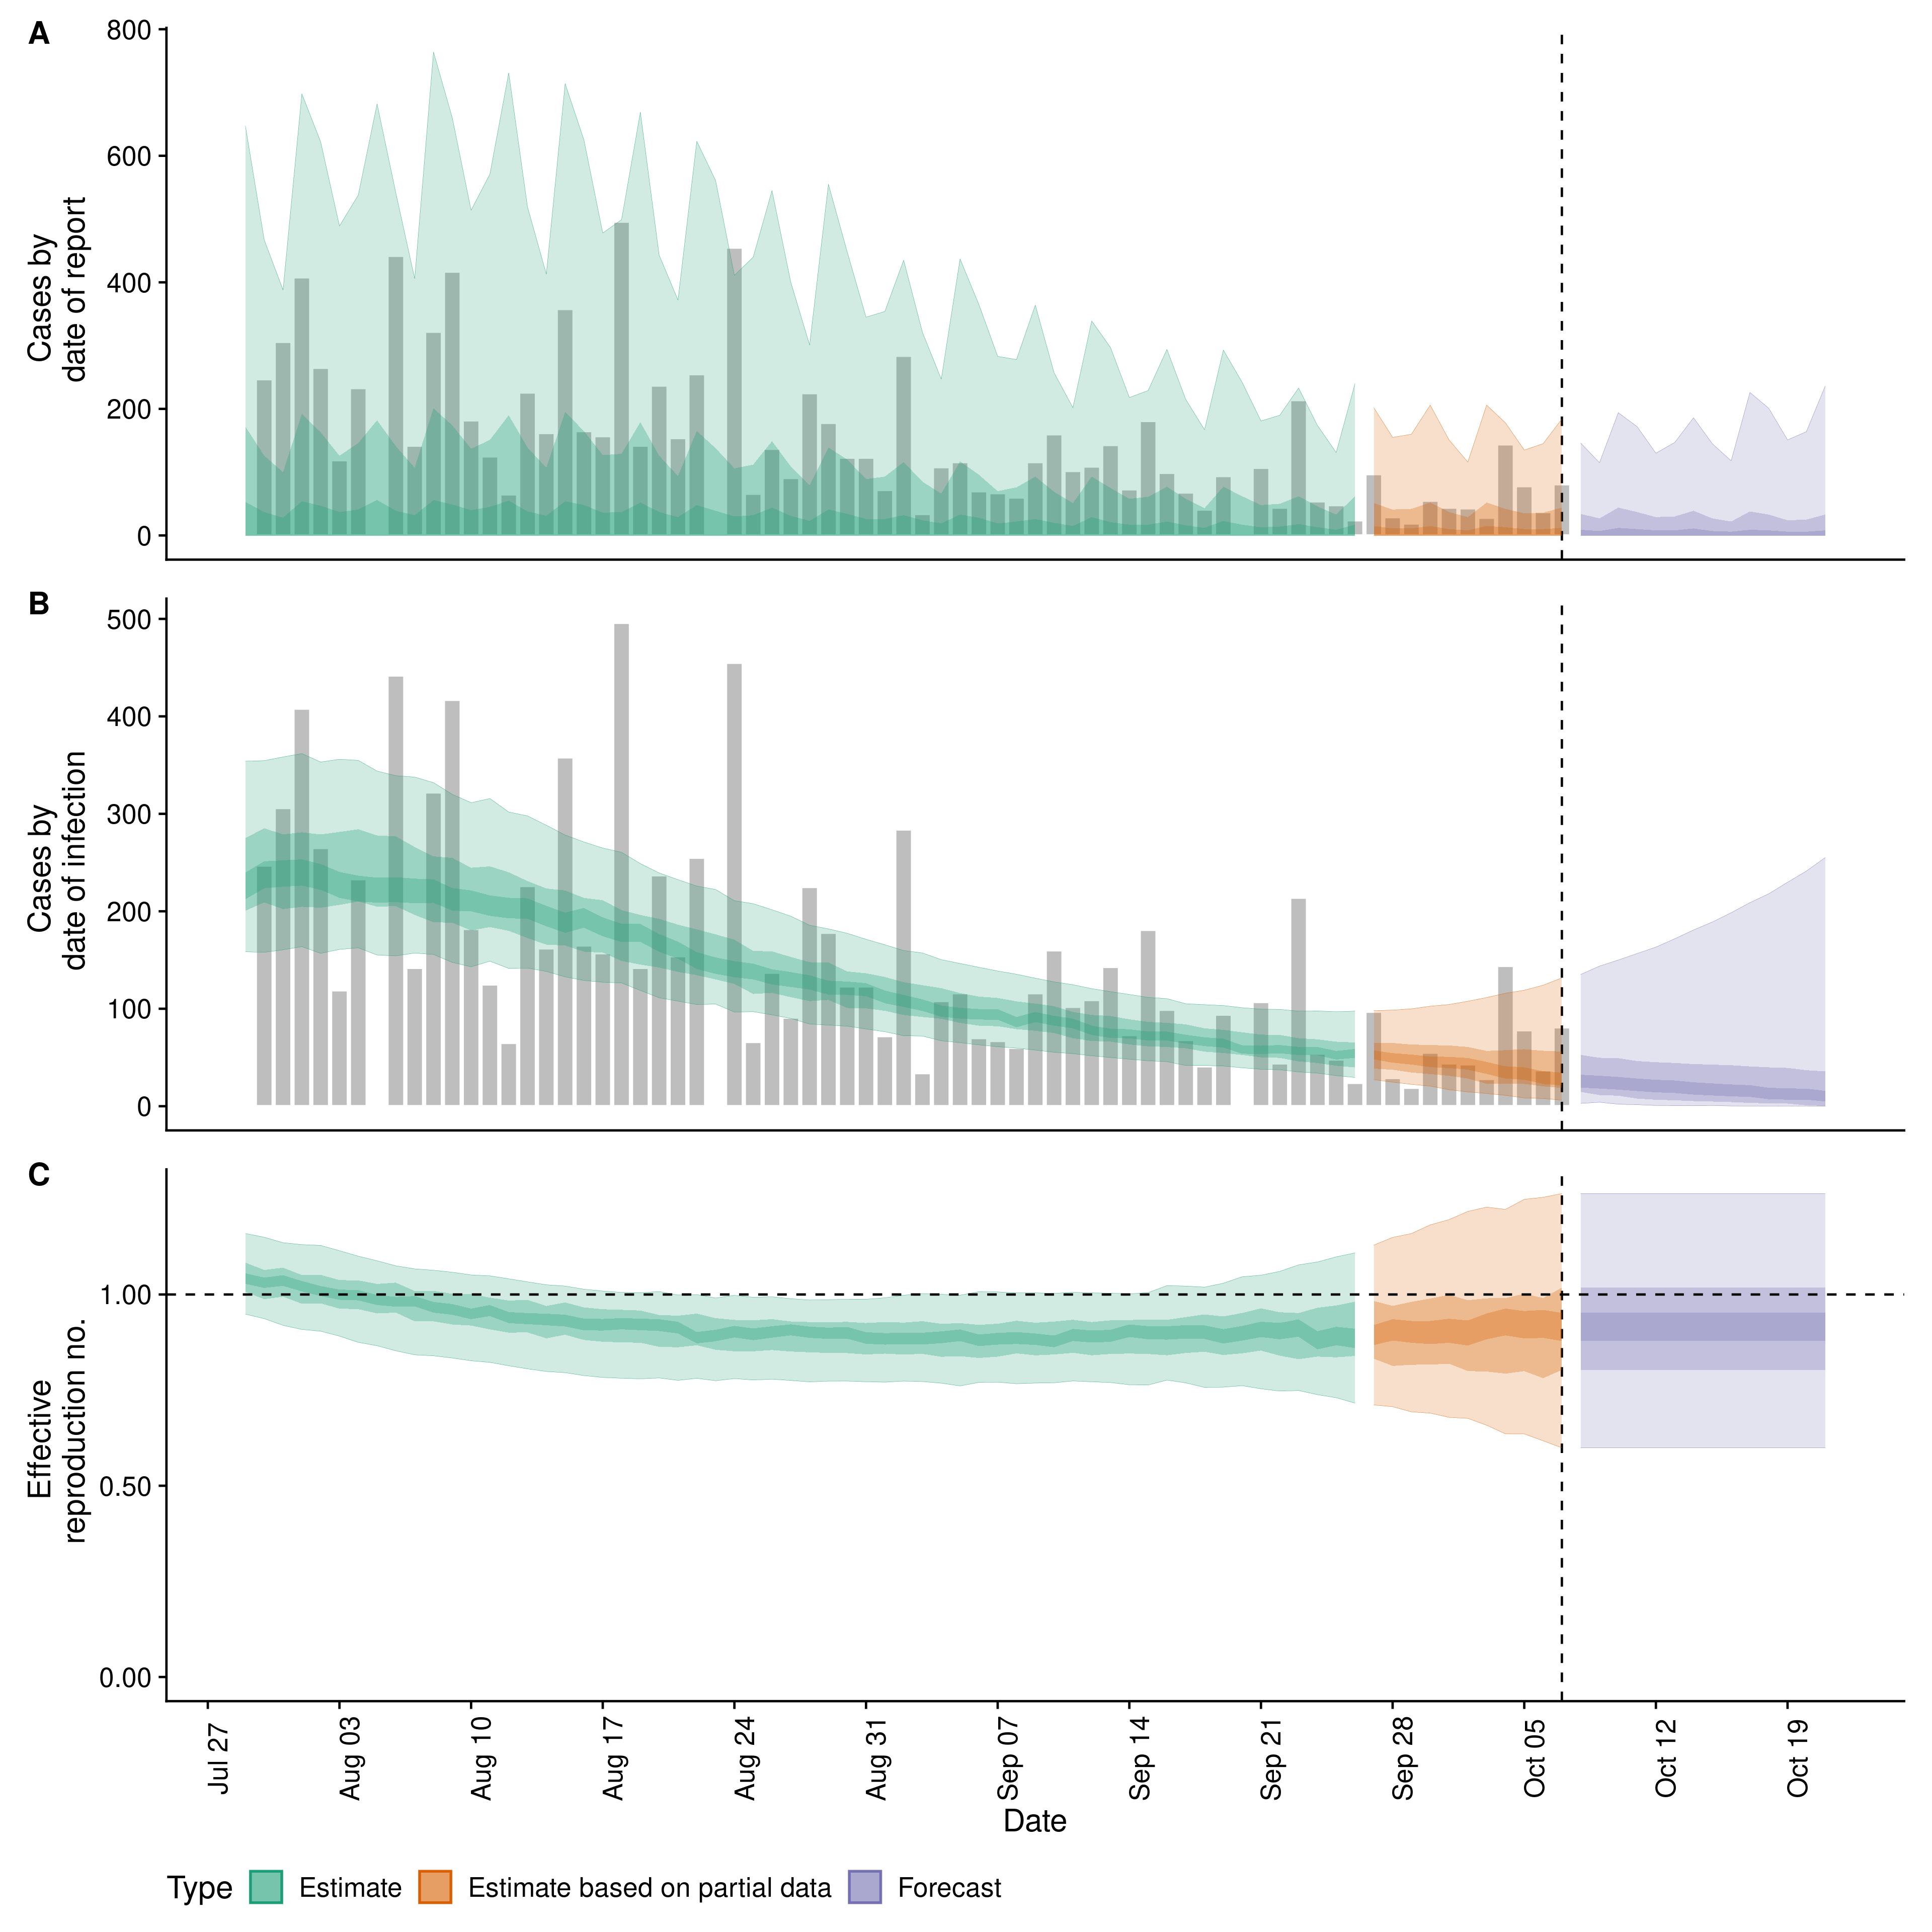 A
800
600
400
200
0
Cases by
date of report
B
500
400
300
200
100
0
Cases by
date of infection
C
1.00
0.50
0.00
Effective
reproduction no.
Jul 27
Aug 03
Aug 10
Aug 17
Aug 24
Aug 31
Sep 07
Sep 14
Sep 21
Sep 28
Oct 05
Oct 12
Oct 19
Date
Type Estimate Estimate based on partial data Forecast